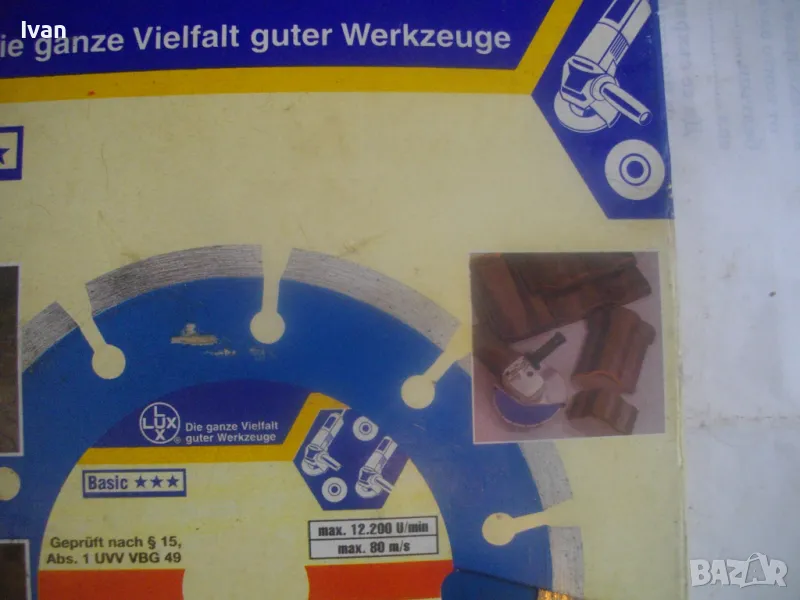 Ivan
ie ganze Vielfalt guter Werkzeuge
LUX
LUX
Die ganze Vielfalt
guter Werkzeuge
Basic ★★★
Geprüft nach § 15,
Abs. 1 UVV VBG 49
max. 12.200 U/min
max. 80 m/s
BAZAR